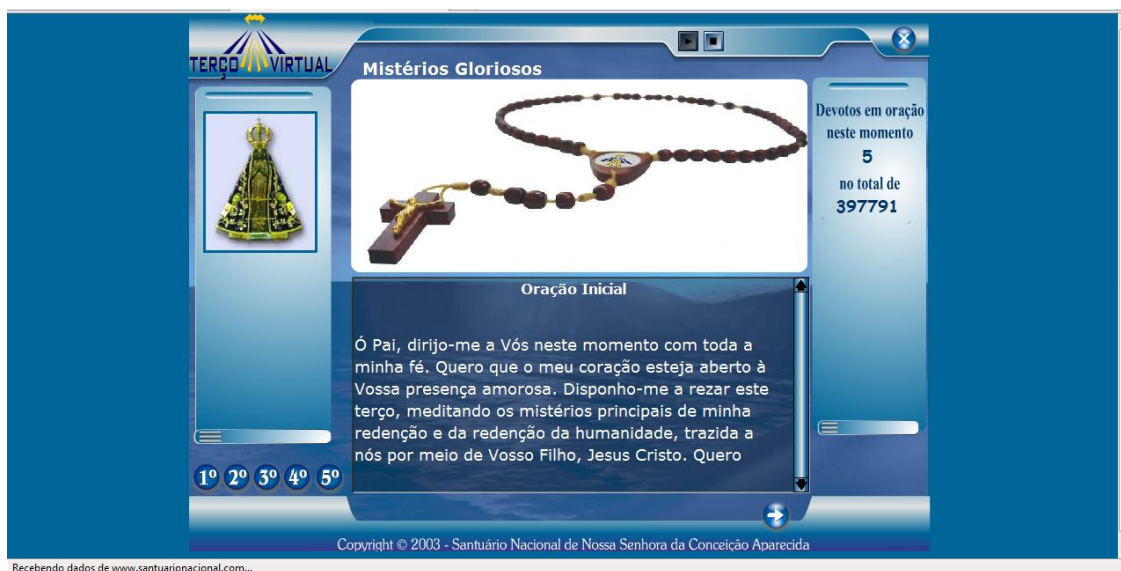 TERÇO VIRTUAL
Mistérios Gloriosos
Devotos em oração
neste momento
5
no total de
397791
Oração Inicial
Ó Pai, dirijo-me a Vós neste momento com toda a
minha fé. Quero que o meu coração esteja aberto à
Vossa presença amorosa. Disponho-me a rezar este
terço, meditando os mistérios principais de minha
redenção e da redenção da humanidade, trazida a
nós por meio de Vosso Filho, Jesus Cristo. Quero
1º 2º 3º 4º 5º
Copyright © 2003 - Santuário Nacional de Nossa Senhora da Conceição Aparecida
Recebendo dados de www.santuarionacional.com...